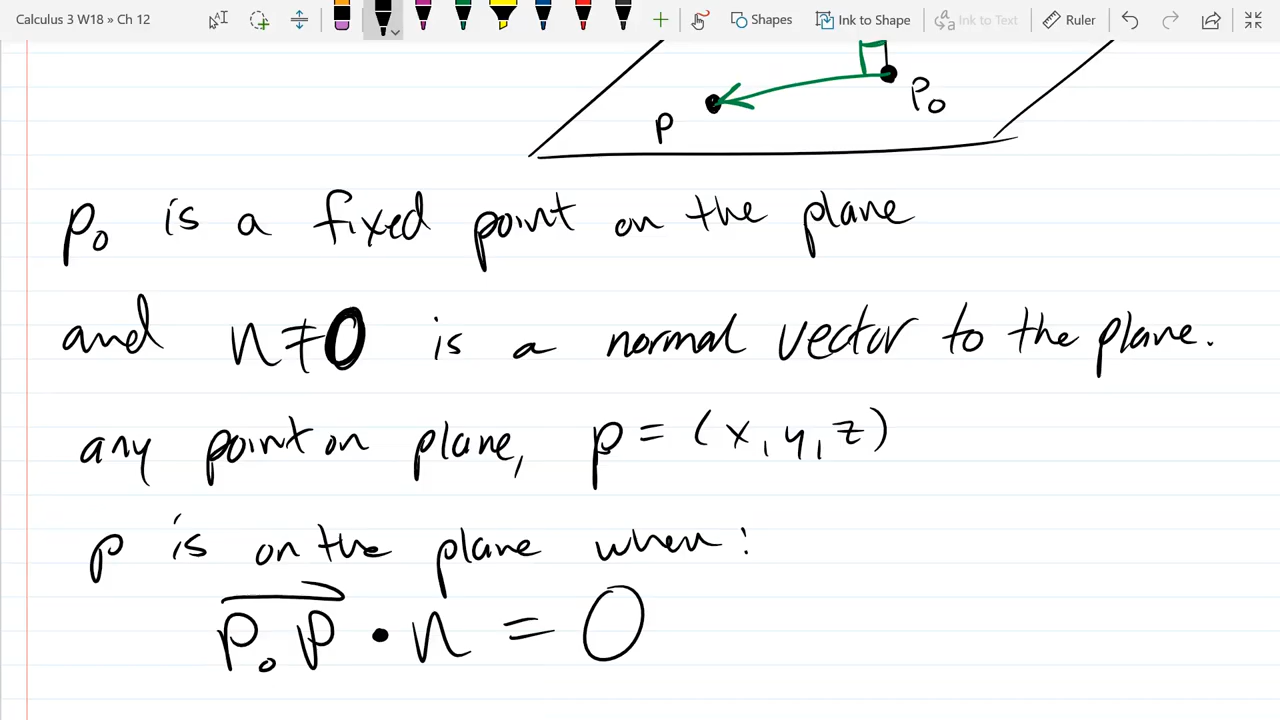 Calculus 3 W18 » Ch 12
Shapes Ink to Shape Ink to Text Ruler
P P₀
P₀ is a fixed point on the plane
and n ≠ 0 is a normal vector to the plane.
any point on plane, p = (x, y, z)
p is on the plane when:
P₀P • n = 0